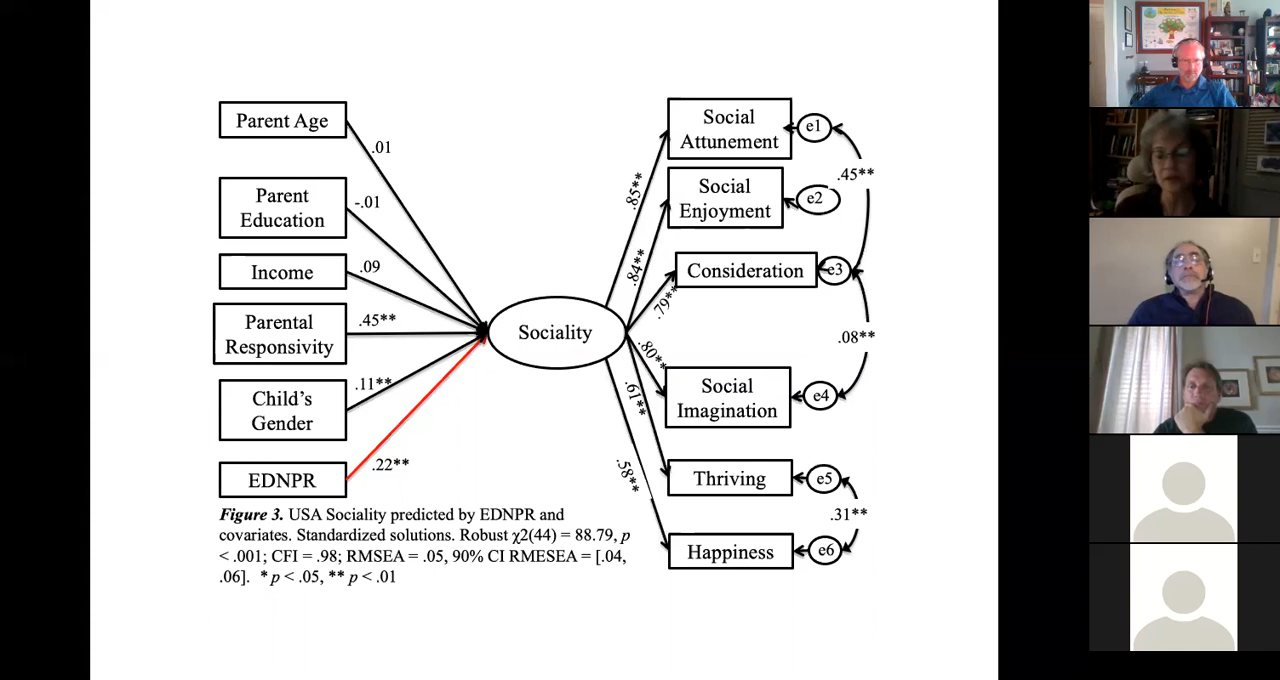 Parent Age
.01
Parent
Education
-.01
Income
.09
Parental
Responsivity
.45**
Child's
Gender
.11**
EDNPR
.22**
Sociality
.85**
.84**
.79**
.80**
.61**
.58**
Social
Attunement
e1
.45**
Social
Enjoyment
e2
Consideration
e3
.08**
Social
Imagination
e4
Thriving
e5
.31**
Happiness
e6
Figure 3. USA Sociality predicted by EDNPR and
covariates. Standardized solutions. Robust χ2(44) = 88.79, p
< .001; CFI = .98; RMSEA = .05, 90% CI RMESEA = [.04,
.06]. * p < .05, ** p < .01